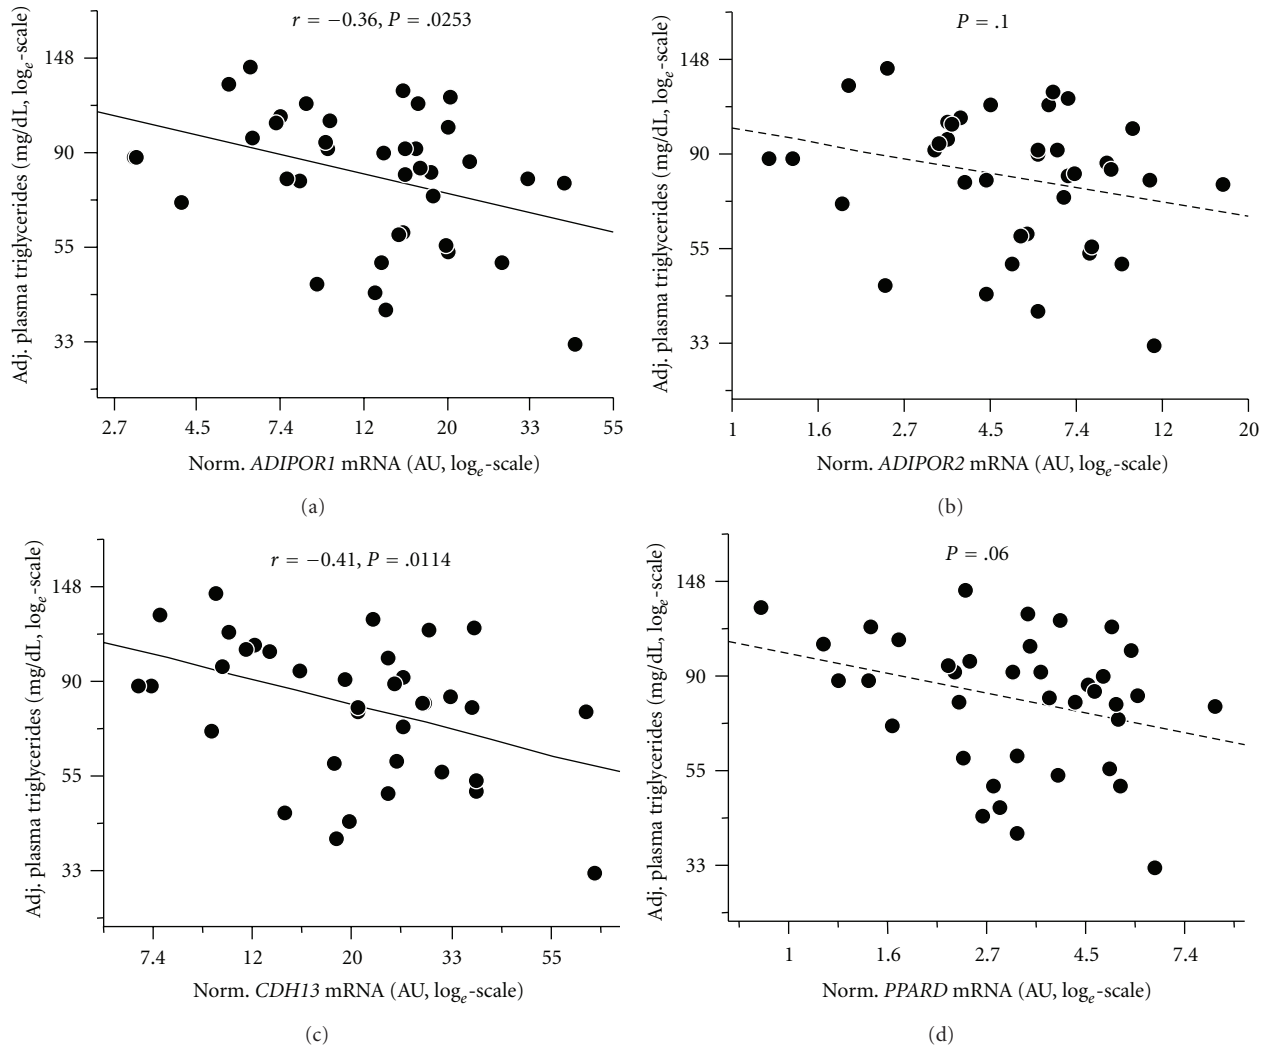 r = −0.36, P = .0253
Adj. plasma triglycerides (mg/dL, logₑ-scale)
148
90
55
33
2.7 4.5 7.4 12 20 33 55
Norm. ADIPOR1 mRNA (AU, logₑ-scale)
(a)
P = .1
Adj. plasma triglycerides (mg/dL, logₑ-scale)
148
90
55
33
1 1.6 2.7 4.5 7.4 12 20
Norm. ADIPOR2 mRNA (AU, logₑ-scale)
(b)
r = −0.41, P = .0114
Adj. plasma triglycerides (mg/dL, logₑ-scale)
148
90
55
33
7.4 12 20 33 55
Norm. CDH13 mRNA (AU, logₑ-scale)
(c)
P = .06
Adj. plasma triglycerides (mg/dL, logₑ-scale)
148
90
55
33
1 1.6 2.7 4.5 7.4
Norm. PPARD mRNA (AU, logₑ-scale)
(d)